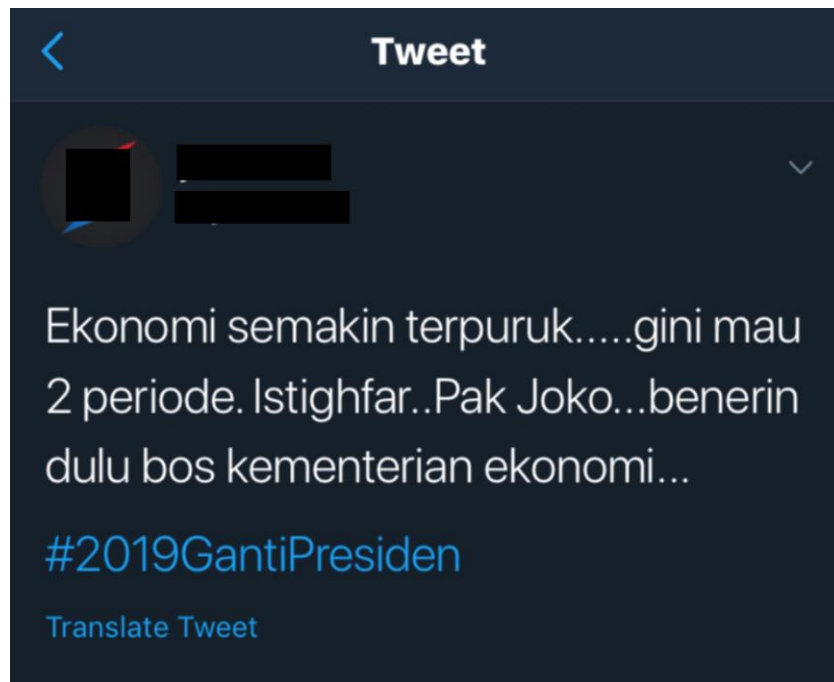 Tweet
Ekonomi semakin terpuruk.....gini mau
2 periode. Istighfar..Pak Joko...benerin
dulu bos kementerian ekonomi...
#2019GantiPresiden
Translate Tweet